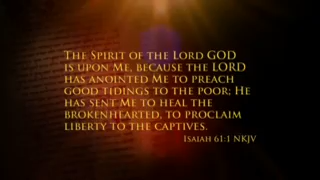 The Spirit of the Lord GOD
is upon Me, because the LORD
has anointed Me to preach
good tidings to the poor; He
has sent Me to heal the
brokenhearted, to proclaim
liberty to the captives.
Isaiah 61:1 NKJV